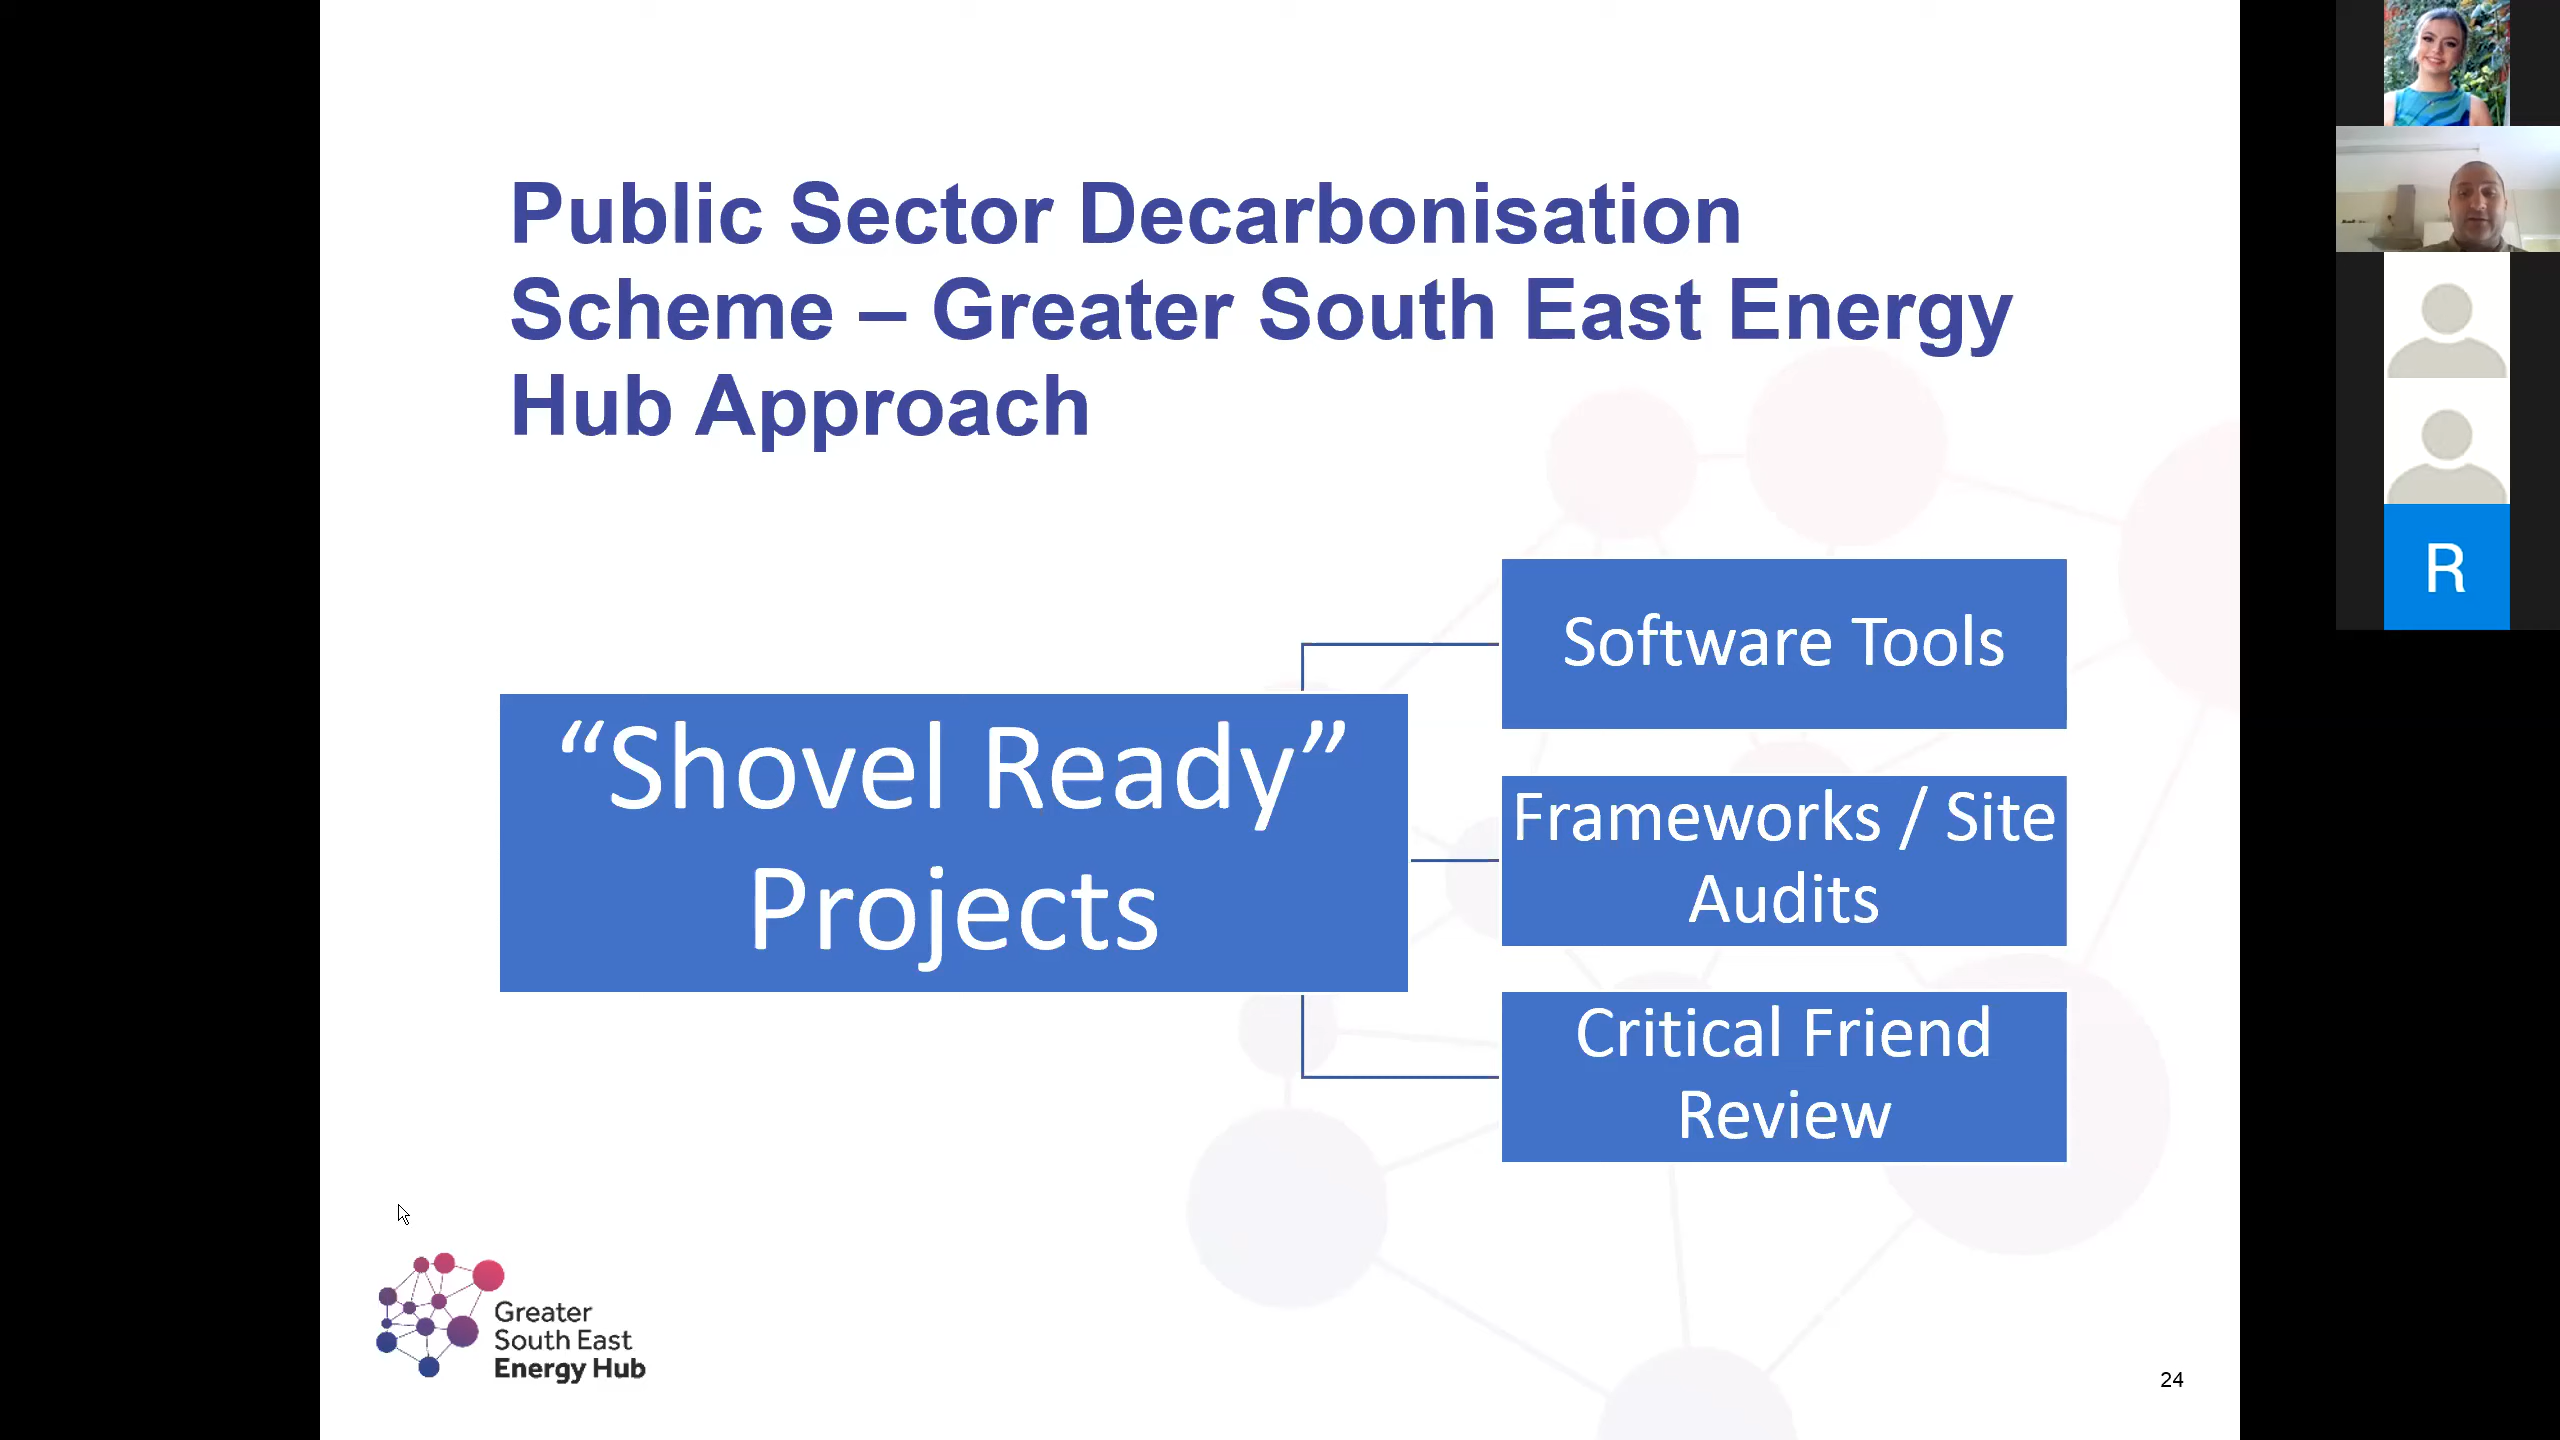 Public Sector Decarbonisation
Scheme – Greater South East Energy
Hub Approach
“Shovel Ready”
Projects
Software Tools
Frameworks / Site
Audits
Critical Friend
Review
Greater
South East
Energy Hub
24
R